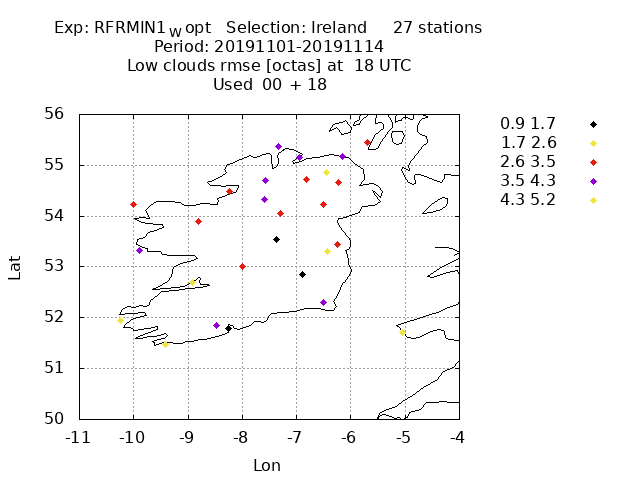 Exp: RFRMIN1wopt Selection: Ireland 27 stations
Period: 20191101-20191114
Low clouds rmse [octas] at 18 UTC
Used 00 + 18
56
55
54
53
52
51
50
Lat
-11 -10 -9 -8 -7 -6 -5 -4
Lon
0.9 1.7
1.7 2.6
2.6 3.5
3.5 4.3
4.3 5.2